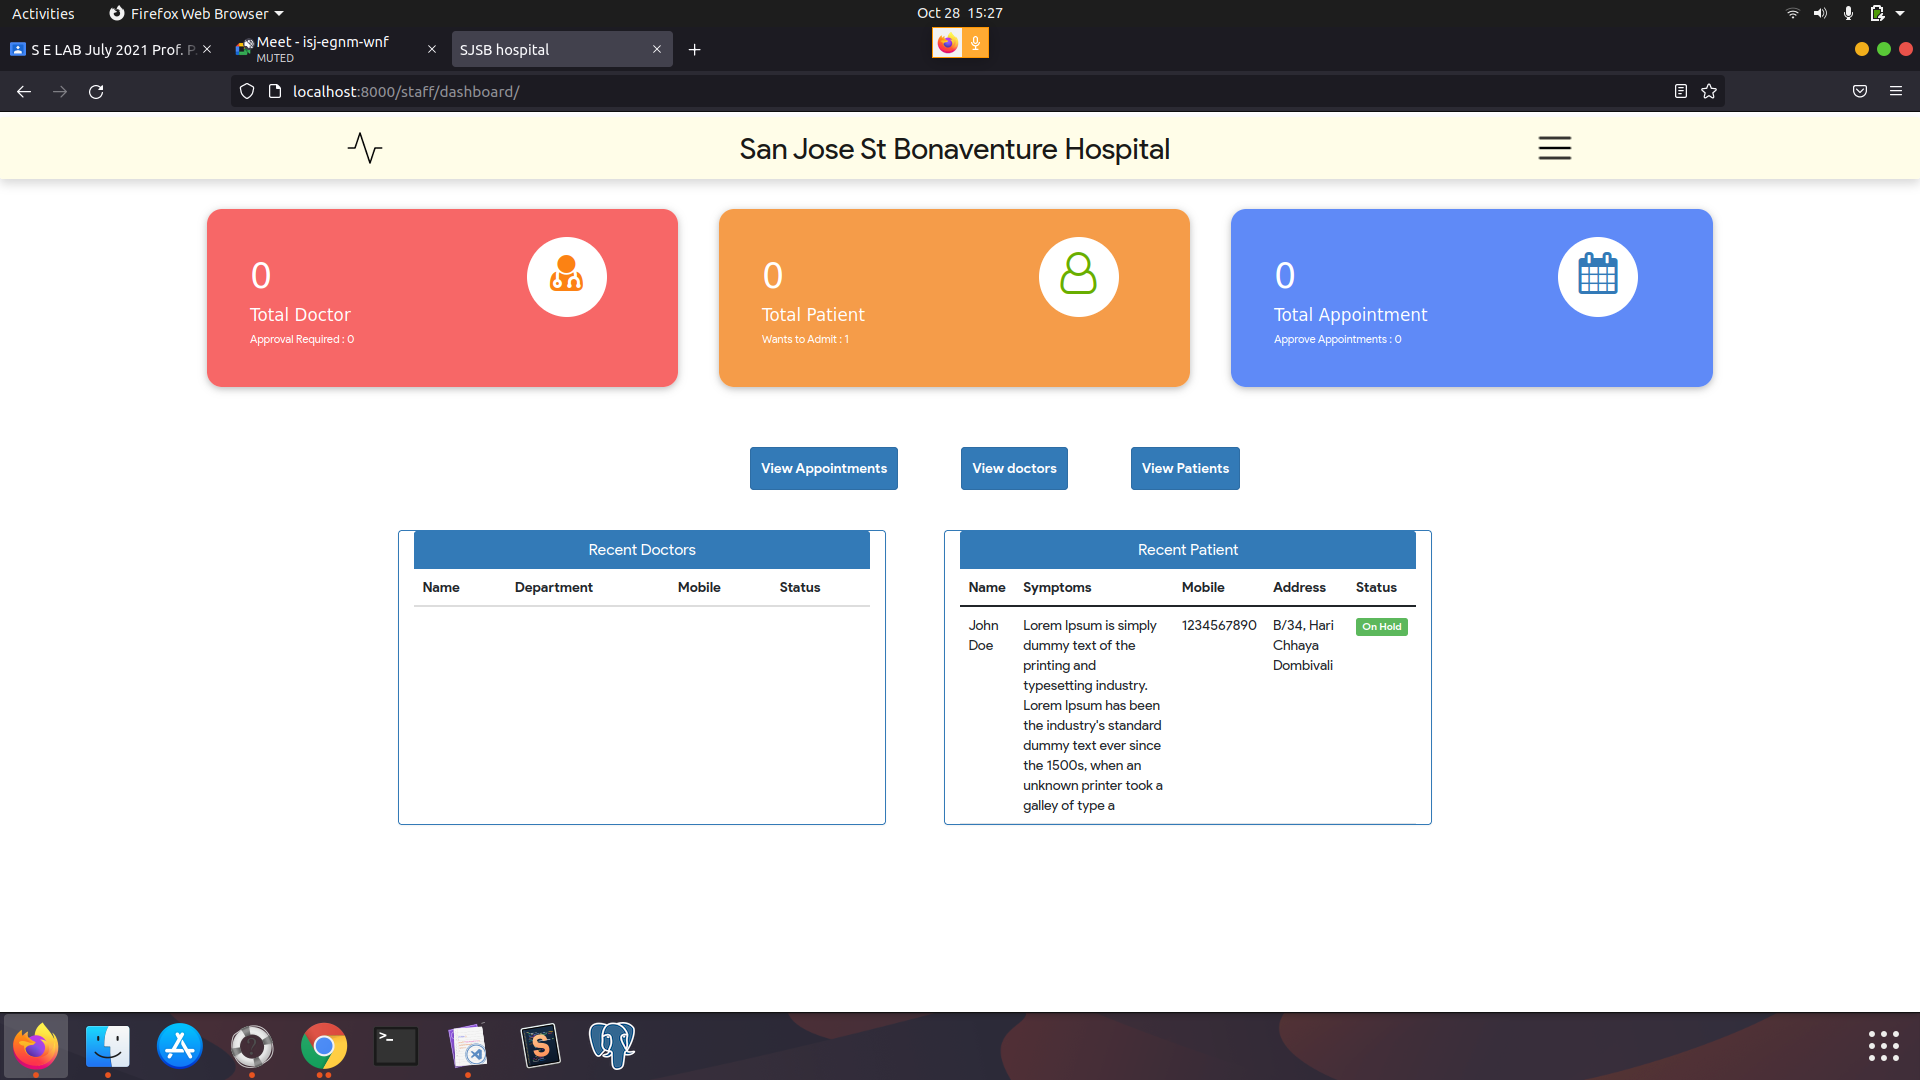 Activities
Firefox Web Browser
Oct 28 15:27
S E LAB July 2021 Prof. P
Meet - isj-egnm-wnf
MUTED
SJSB hospital
localhost:8000/staff/dashboard/
San Jose St Bonaventure Hospital
0
Total Doctor
Approval Required : 0
0
Total Patient
Wants to Admit : 1
0
Total Appointment
Approve Appointments : 0
View Appointments
View doctors
View Patients
Recent Doctors
Name Department Mobile Status
Recent Patient
Name Symptoms Mobile Address Status
John Lorem Ipsum is simply 1234567890 B/34, Hari On Hold
Doe dummy text of the Chhaya
printing and Dombivali
typesetting industry.
Lorem Ipsum has been
the industry's standard
dummy text ever since
the 1500s, when an
unknown printer took a
galley of type a
>_
S